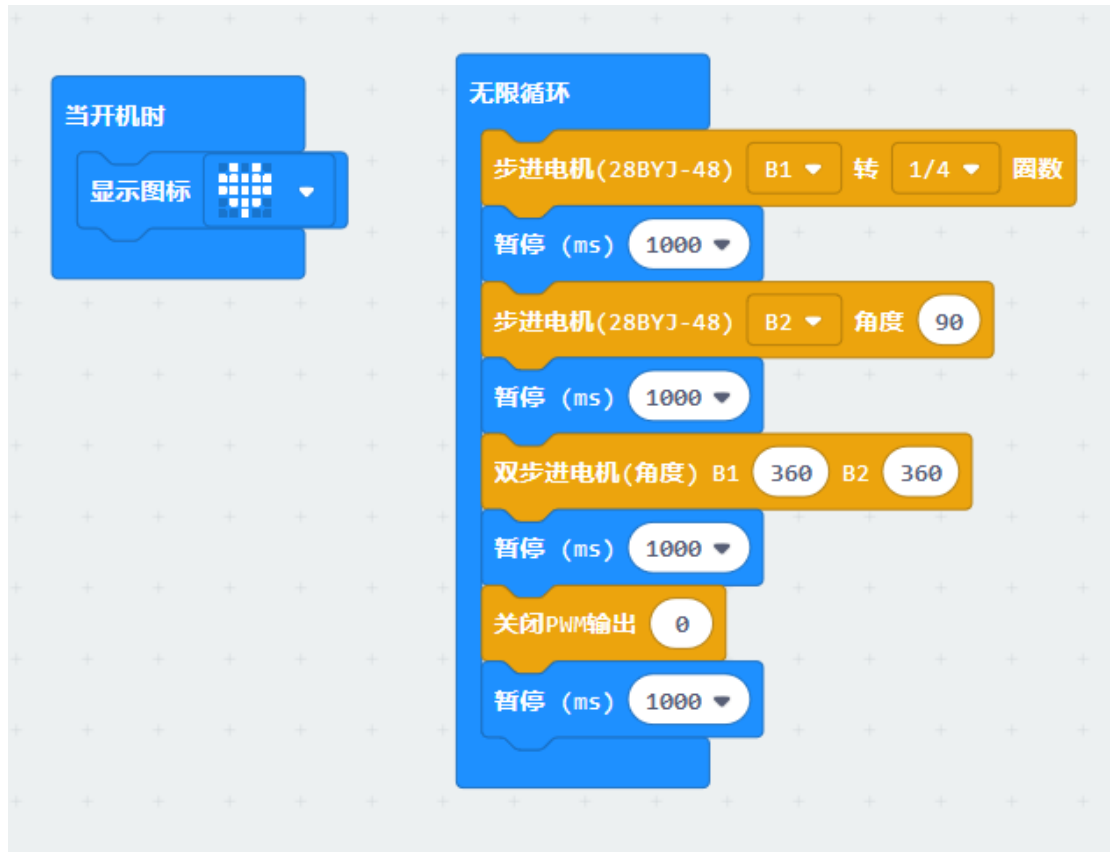 当开机时
显示图标
无限循环
步进电机(28BYJ-48) B1 转 1/4 圈数
暂停 (ms) 1000
步进电机(28BYJ-48) B2 角度 90
暂停 (ms) 1000
双步进电机(角度) B1 360 B2 360
暂停 (ms) 1000
关闭PWM输出 0
暂停 (ms) 1000